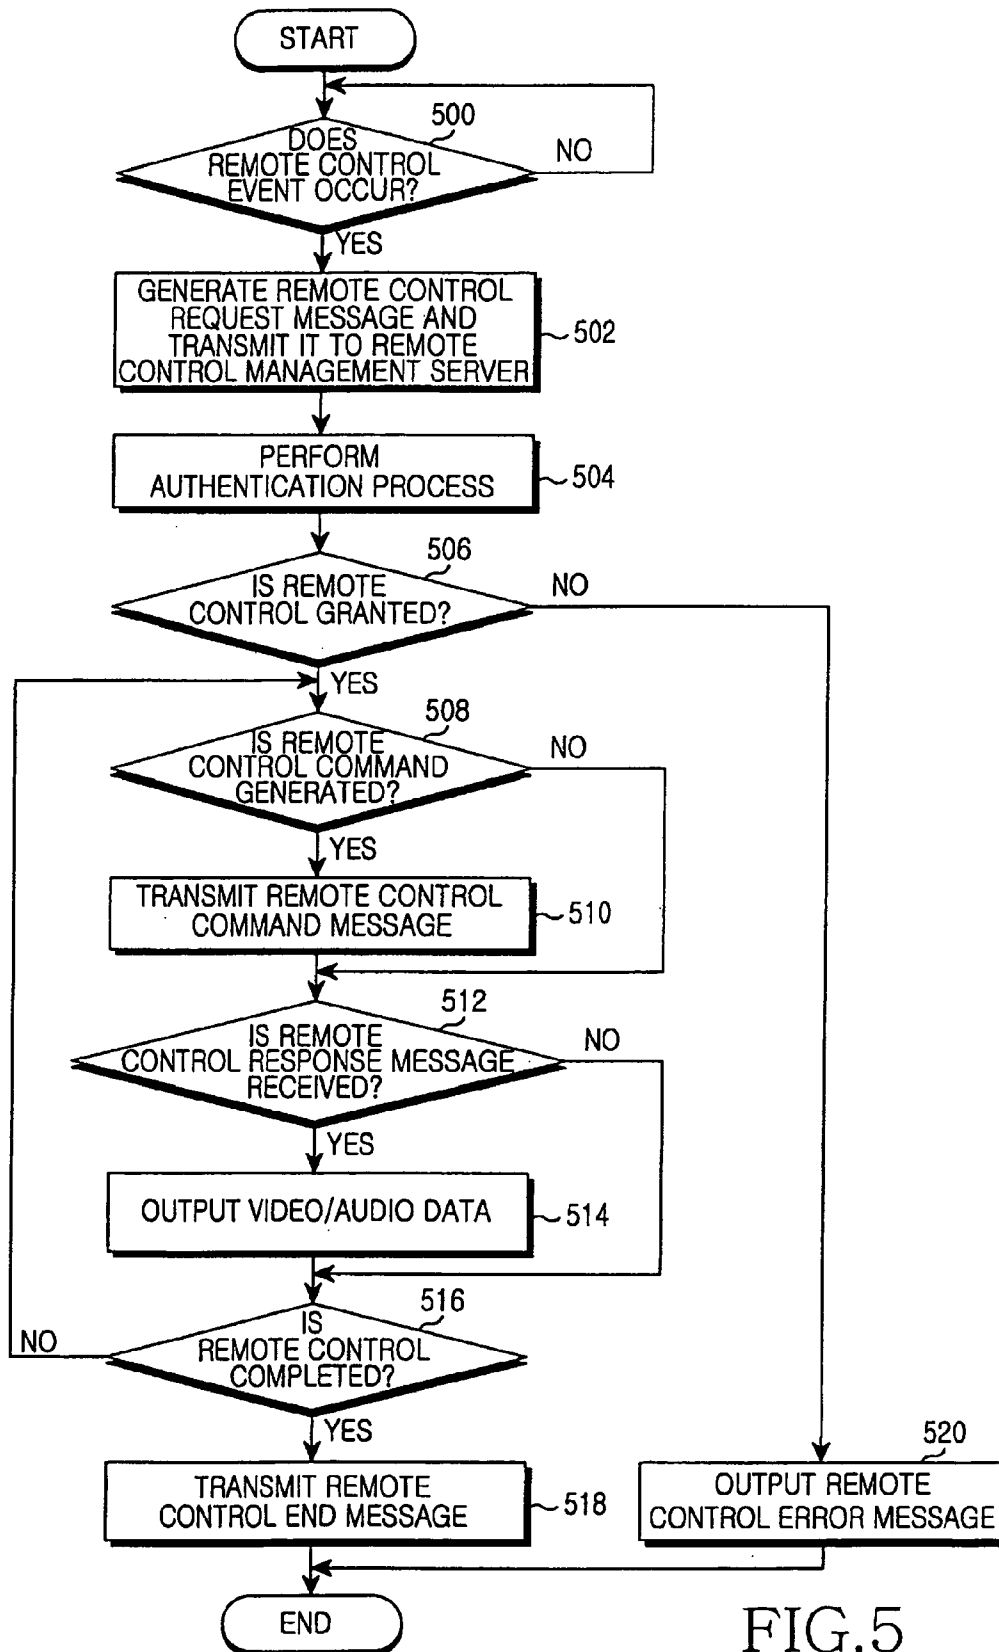 START
500
DOES
REMOTE CONTROL
EVENT OCCUR?
NO
YES
GENERATE REMOTE CONTROL
REQUEST MESSAGE AND
TRANSMIT IT TO REMOTE
CONTROL MANAGEMENT SERVER
502
PERFORM
AUTHENTICATION PROCESS
504
506
IS REMOTE
CONTROL GRANTED?
NO
YES
508
IS REMOTE
CONTROL COMMAND
GENERATED?
NO
YES
TRANSMIT REMOTE CONTROL
COMMAND MESSAGE
510
512
IS REMOTE
CONTROL RESPONSE MESSAGE
RECEIVED?
NO
YES
OUTPUT VIDEO/AUDIO DATA
514
516
IS
REMOTE CONTROL
COMPLETED?
NO
YES
TRANSMIT REMOTE
CONTROL END MESSAGE
518
520
OUTPUT REMOTE
CONTROL ERROR MESSAGE
END
FIG.5